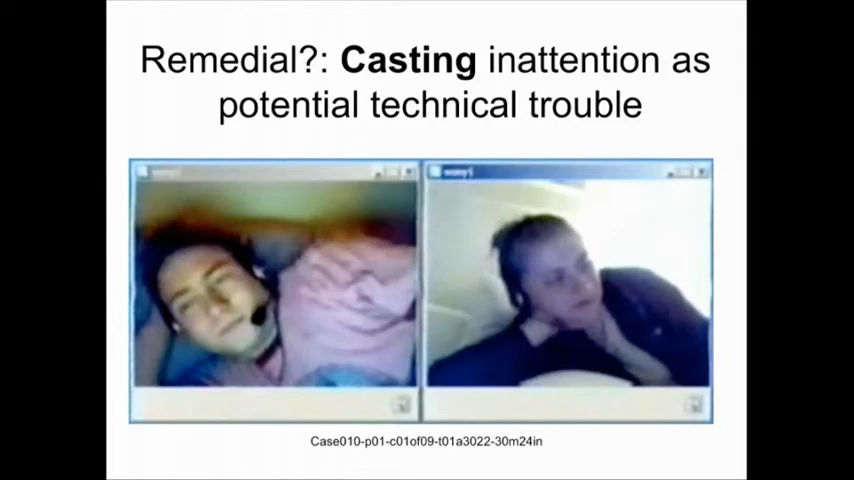 Remedial?: Casting inattention as
potential technical trouble
Case010-p01-c01of09-t01a3022-30m24in